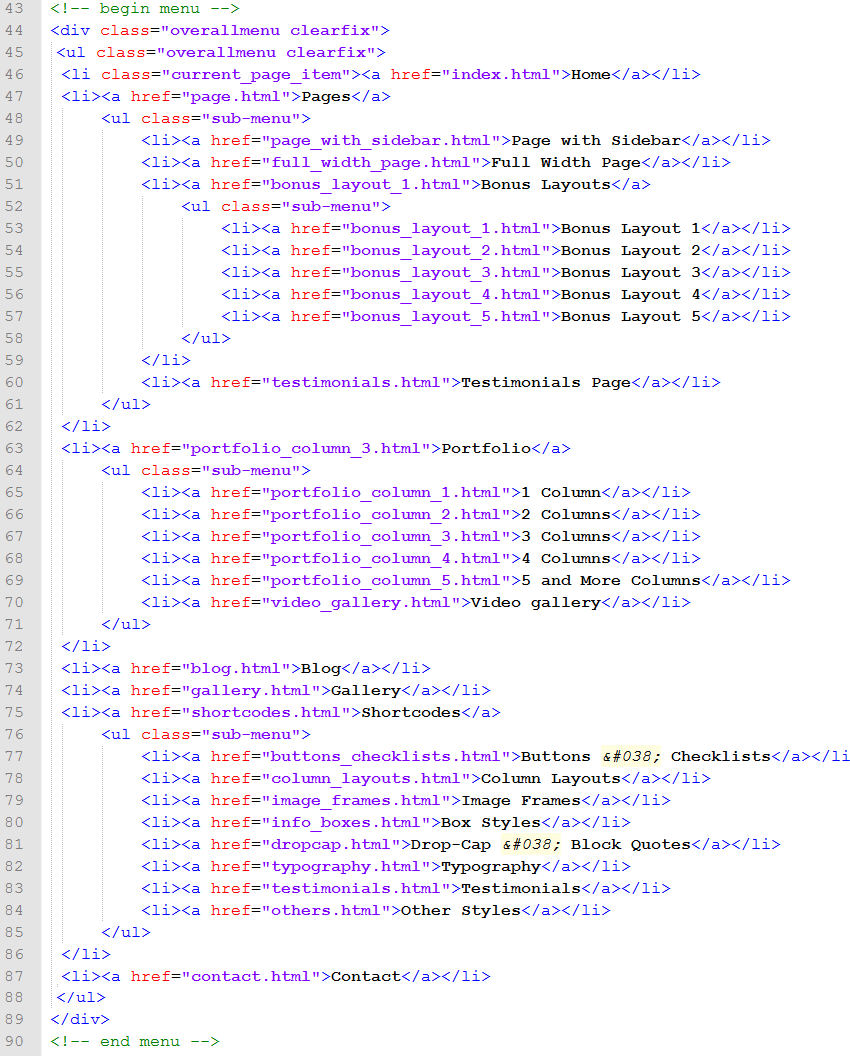 43 <!-- begin menu -->
44 <div class="overallmenu clearfix">
45 <ul class="overallmenu clearfix">
46 <li class="current_page_item"><a href="index.html">Home</a></li>
47 <li><a href="page.html">Pages</a>
48 <ul class="sub-menu">
49 <li><a href="page_with_sidebar.html">Page with Sidebar</a></li>
50 <li><a href="full_width_page.html">Full Width Page</a></li>
51 <li><a href="bonus_layout_1.html">Bonus Layouts</a>
52 <ul class="sub-menu">
53 <li><a href="bonus_layout_1.html">Bonus Layout 1</a></li>
54 <li><a href="bonus_layout_2.html">Bonus Layout 2</a></li>
55 <li><a href="bonus_layout_3.html">Bonus Layout 3</a></li>
56 <li><a href="bonus_layout_4.html">Bonus Layout 4</a></li>
57 <li><a href="bonus_layout_5.html">Bonus Layout 5</a></li>
58 </ul>
59 </li>
60 <li><a href="testimonials.html">Testimonials Page</a></li>
61 </ul>
62 </li>
63 <li><a href="portfolio_column_3.html">Portfolio</a>
64 <ul class="sub-menu">
65 <li><a href="portfolio_column_1.html">1 Column</a></li>
66 <li><a href="portfolio_column_2.html">2 Columns</a></li>
67 <li><a href="portfolio_column_3.html">3 Columns</a></li>
68 <li><a href="portfolio_column_4.html">4 Columns</a></li>
69 <li><a href="portfolio_column_5.html">5 and More Columns</a></li>
70 <li><a href="video_gallery.html">Video gallery</a></li>
71 </ul>
72 </li>
73 <li><a href="blog.html">Blog</a></li>
74 <li><a href="gallery.html">Gallery</a></li>
75 <li><a href="shortcodes.html">Shortcodes</a>
76 <ul class="sub-menu">
77 <li><a href="buttons_checklists.html">Buttons &#038; Checklists</a></li
78 <li><a href="column_layouts.html">Column Layouts</a></li>
79 <li><a href="image_frames.html">Image Frames</a></li>
80 <li><a href="info_boxes.html">Box Styles</a></li>
81 <li><a href="dropcap.html">Drop-Cap &#038; Block Quotes</a></li>
82 <li><a href="typography.html">Typography</a></li>
83 <li><a href="testimonials.html">Testimonials</a></li>
84 <li><a href="others.html">Other Styles</a></li>
85 </ul>
86 </li>
87 <li><a href="contact.html">Contact</a></li>
88 </ul>
89 </div>
90 <!-- end menu -->